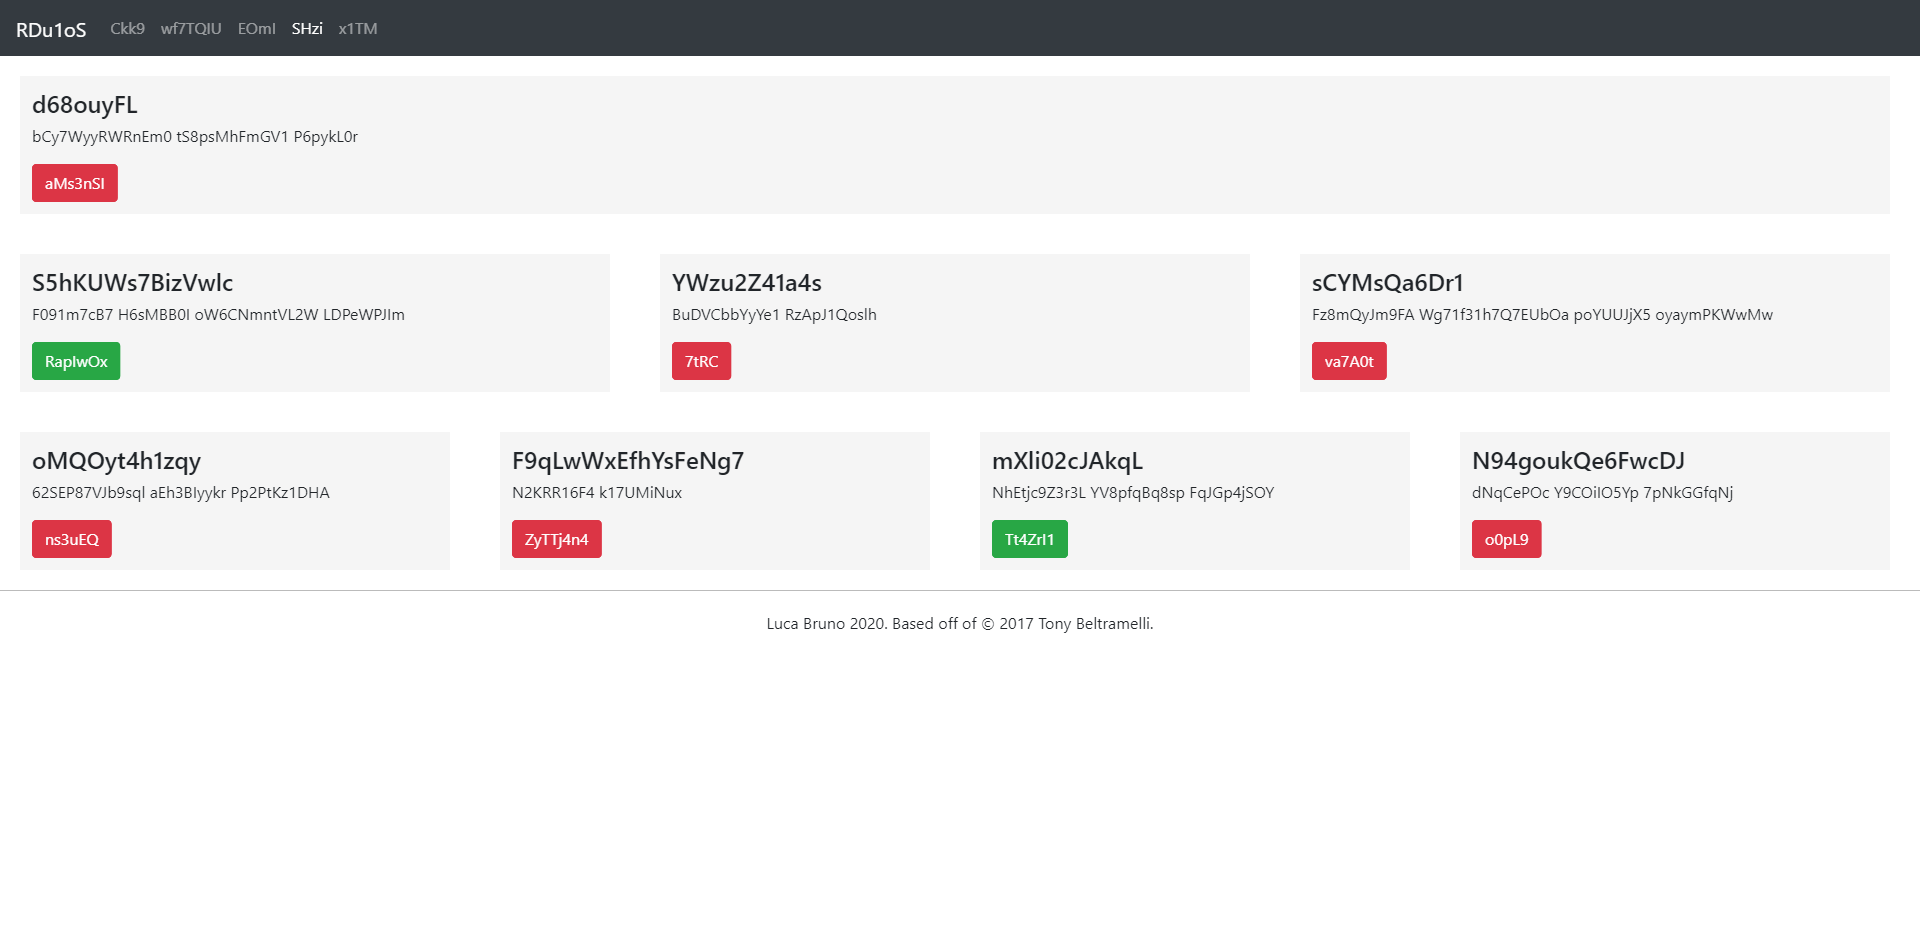 RDu1oS Ckk9 wf7TQIU EOml SHzi x1TM
d68ouyFL
bCy7WyyRWRnEm0 tS8psMhFmGV1 P6pykL0r
aMs3nSI
S5hKUWs7BizVwlc
F091m7cB7 H6sMBB0I oW6CNmntVL2W LDPeWPJIm
RapIwOx
YWzu2Z41a4s
BuDVCbbYyYe1 RzApJ1Qoslh
7tRC
sCYMsQa6Dr1
Fz8mQyJm9FA Wg71f31h7Q7EUbOa poYUUJjX5 oyaymPKWwMw
va7A0t
oMQOyt4h1zqy
62SEP87VJb9sql aEh3BIyykr Pp2PtKz1DHA
ns3uEQ
F9qLwWxEfhYsFeNg7
N2KRR16F4 k17UMiNux
ZyTTj4n4
mXli02cJAkqL
NhEtjc9Z3r3L YV8pfqBq8sp FqJGp4jSOY
Tt4ZrI1
N94goukQe6FwcDJ
dNqCePOc Y9COiIO5Yp 7pNkGGfqNj
o0pL9
Luca Bruno 2020. Based off of © 2017 Tony Beltramelli.